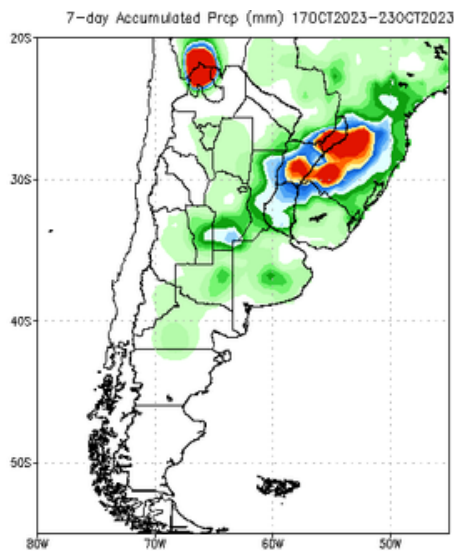 7-day Accumulated Prcp (mm) 17OCT2023-23OCT2023
20S
30S
40S
50S
80W 70W 60W 50W